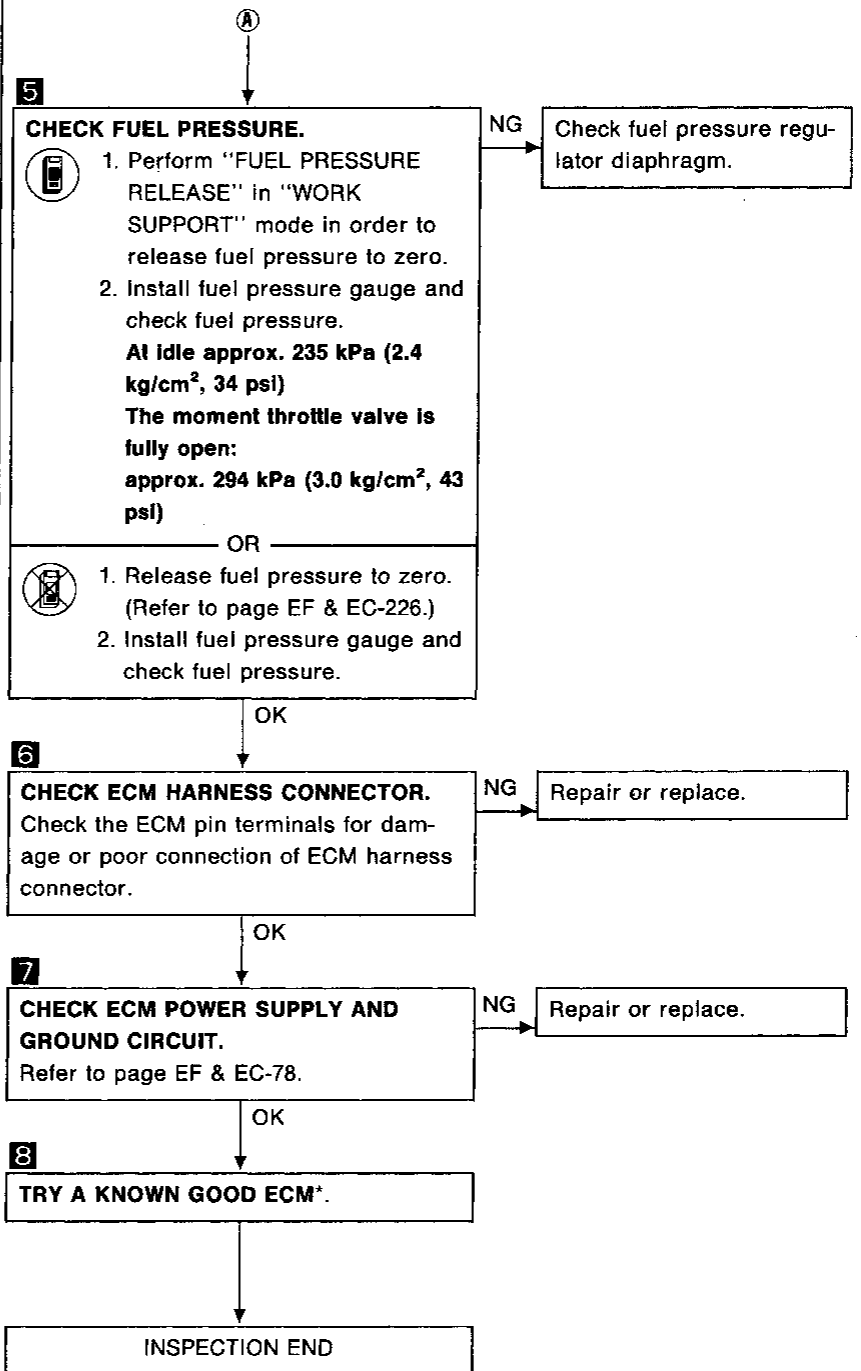 A
5
CHECK FUEL PRESSURE.
1. Perform "FUEL PRESSURE
RELEASE" in "WORK
SUPPORT" mode in order to
release fuel pressure to zero.
2. Install fuel pressure gauge and
check fuel pressure.
At idle approx. 235 kPa (2.4
kg/cm², 34 psi)
The moment throttle valve is
fully open:
approx. 294 kPa (3.0 kg/cm², 43
psi)
OR
1. Release fuel pressure to zero.
(Refer to page EF & EC-226.)
2. Install fuel pressure gauge and
check fuel pressure.
NG
Check fuel pressure regu-
lator diaphragm.
OK
6
CHECK ECM HARNESS CONNECTOR.
Check the ECM pin terminals for dam-
age or poor connection of ECM harness
connector.
NG
Repair or replace.
OK
7
CHECK ECM POWER SUPPLY AND
GROUND CIRCUIT.
Refer to page EF & EC-78.
NG
Repair or replace.
OK
8
TRY A KNOWN GOOD ECM*.
INSPECTION END